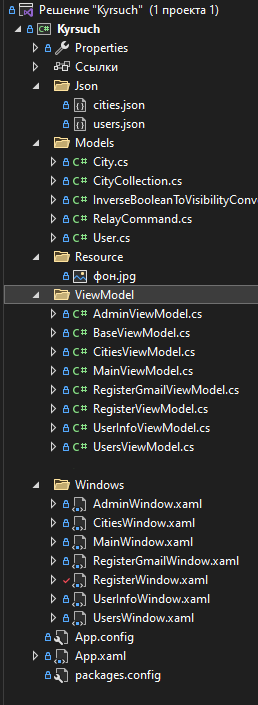 Решение "Kyrsuch" (1 проекта)
Kyrsuch
Properties
Ссылки
Json
cities.json
users.json
Models
City.cs
CityCollection.cs
InverseBooleanToVisibilityConv
RelayCommand.cs
User.cs
Resource
фон.jpg
ViewModel
AdminViewModel.cs
BaseViewModel.cs
CitiesViewModel.cs
MainViewModel.cs
RegisterGmailViewModel.cs
RegisterViewModel.cs
UserInfoViewModel.cs
UsersViewModel.cs
Windows
AdminWindow.xaml
CitiesWindow.xaml
MainWindow.xaml
RegisterGmailWindow.xaml
RegisterWindow.xaml
UserInfoWindow.xaml
UsersWindow.xaml
App.config
App.xaml
packages.config